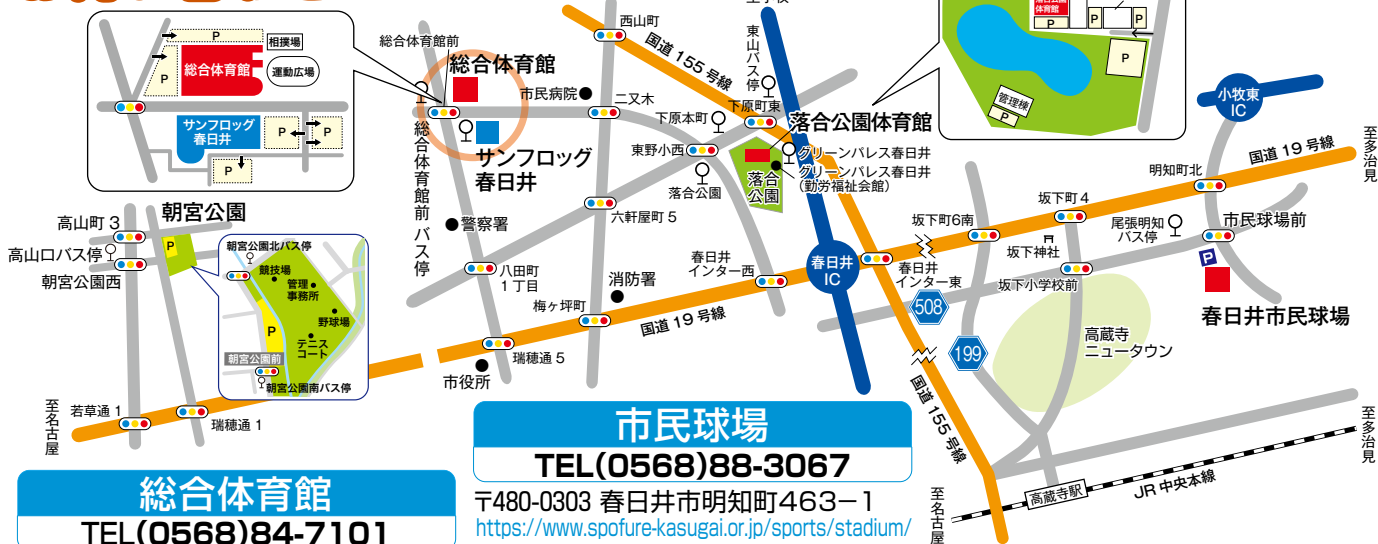 P
相撲場
総合体育館
P
運動広場
サンフロッグ
春日井
P
P
P
総合体育館前
総合体育館
市民病院
サンフロッグ
春日井
総合体育館前バス停
警察署
西山町
国道155号線
二又木
下原本町
東野小西
落合公園
六軒屋町 5
八田町
1丁目
梅ヶ坪町
消防署
瑞穂通 5
市役所
東山バス停
下原町東
落合公園体育館
グリーンパレス春日井
グリーンパレス春日井
(勤労福祉会館)
落合
公園
春日井
インター西
春日井
IC
国道 19 号線
落合公園
体育館
P
P
P
P
管理棟
P
小牧東
IC
至多治見
国道 19 号線
明知町北
坂下町 4
坂下町6南
尾張明知
バス停
市民球場前
坂下神社
坂下小学校前
春日井
インター東
P
春日井市民球場
508
199
高蔵寺
ニュータウン
国道 155 号線
至多治見
高蔵寺駅
JR 中央本線
至名古屋
朝宮公園
高山町 3
高山口バス停
朝宮公園西
P
朝宮公園北バス停
競技場
管理
事務所
野球場
P
テニス
コート
朝宮公園前
朝宮公園南バス停
至名古屋
若草通 1
瑞穂通 1
総合体育館
TEL(0568)84-7101
市民球場
TEL(0568)88-3067
〒480-0303 春日井市明知町463−1
https://www.spofure-kasugai.or.jp/sports/stadium/